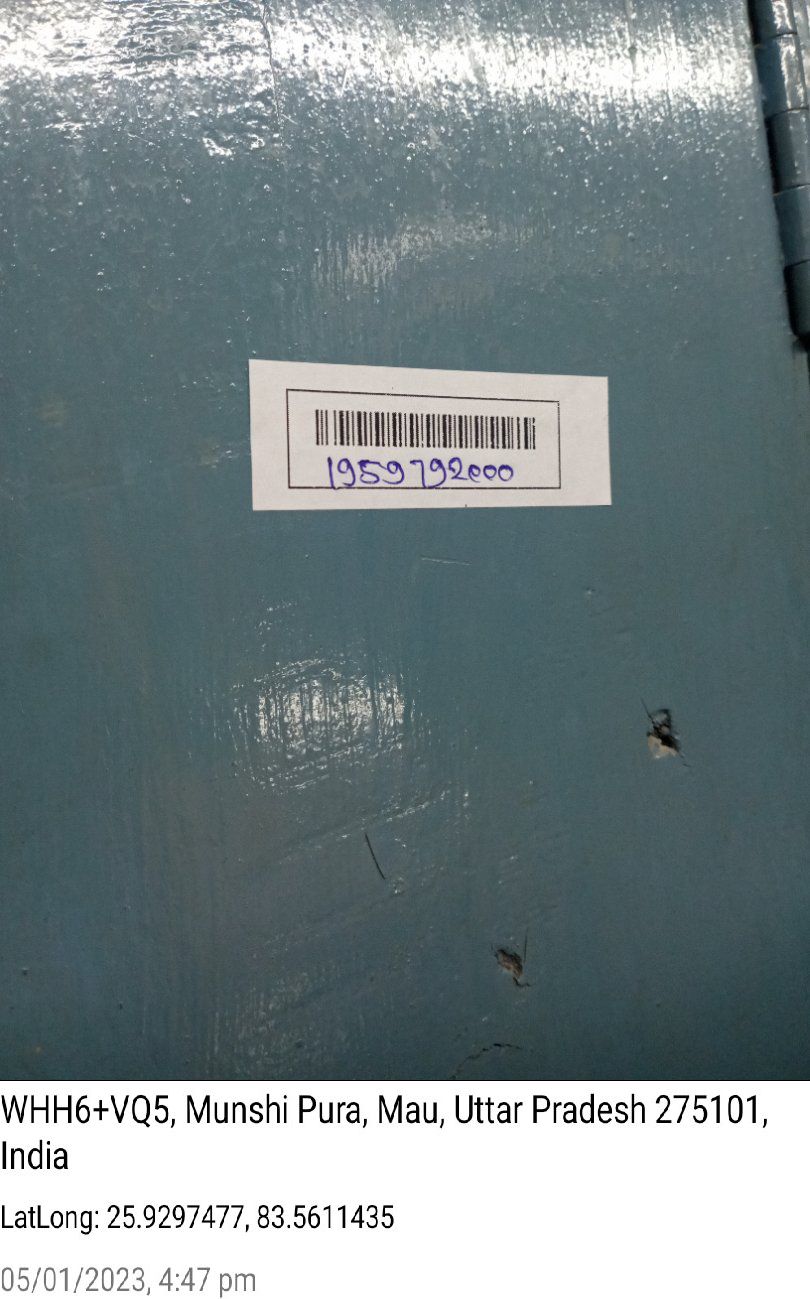 1959792000
WHH6+VQ5, Munshi Pura, Mau, Uttar Pradesh 275101,
India
LatLong: 25.9297477, 83.5611435
05/01/2023, 4:47 pm